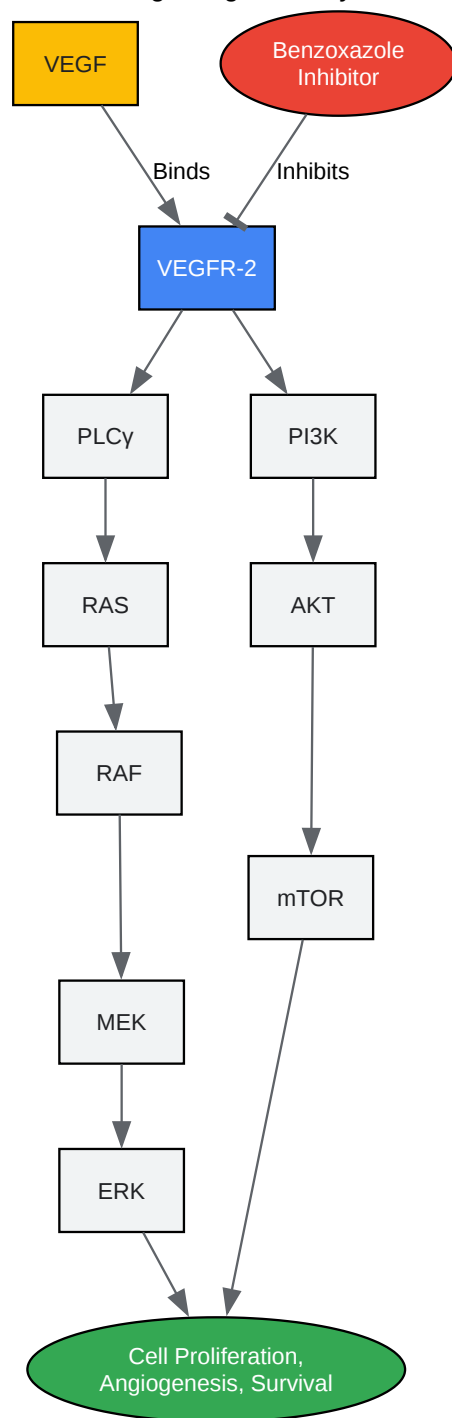 VEGF
Benzoxazole
Inhibitor
Binds
Inhibits
VEGFR-2
PLCγ
PI3K
RAS
AKT
RAF
mTOR
MEK
ERK
Cell Proliferation,
Angiogenesis, Survival